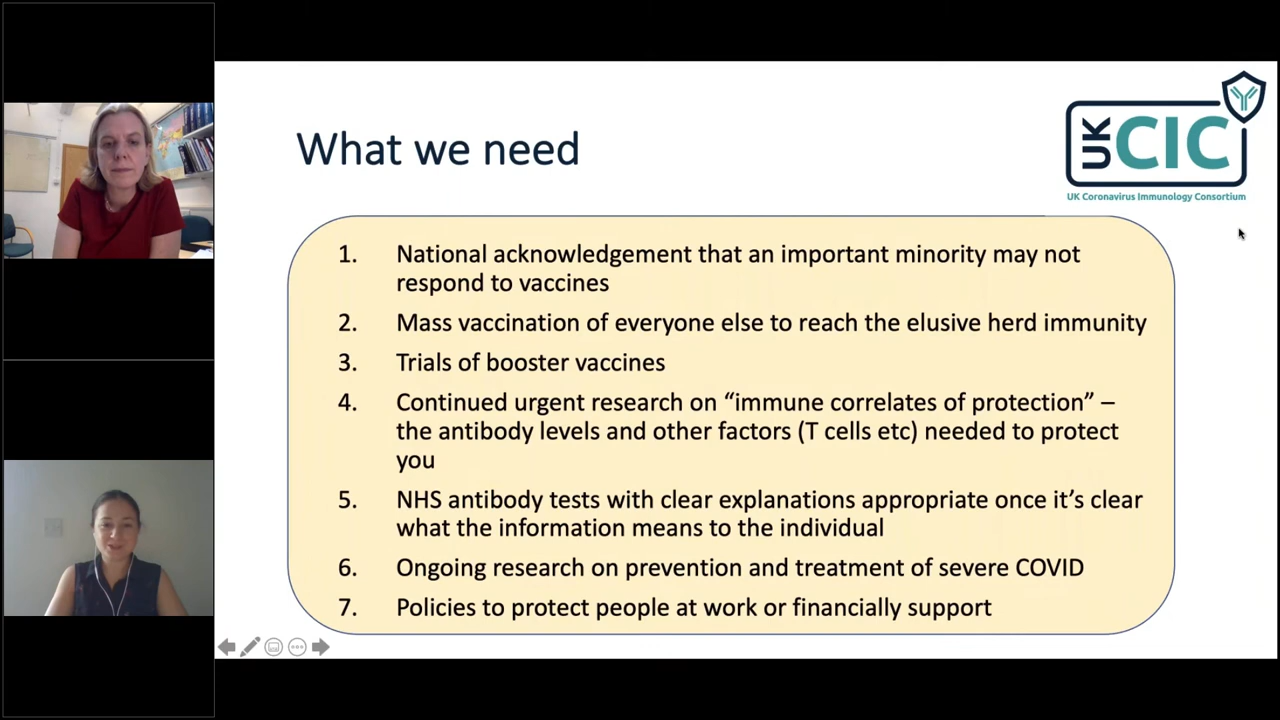 What we need
UK
CIC
UK Coronavirus Immunology Consortium
1. National acknowledgement that an important minority may not
respond to vaccines
2. Mass vaccination of everyone else to reach the elusive herd immunity
3. Trials of booster vaccines
4. Continued urgent research on “immune correlates of protection” –
the antibody levels and other factors (T cells etc) needed to protect
you
5. NHS antibody tests with clear explanations appropriate once it’s clear
what the information means to the individual
6. Ongoing research on prevention and treatment of severe COVID
7. Policies to protect people at work or financially support